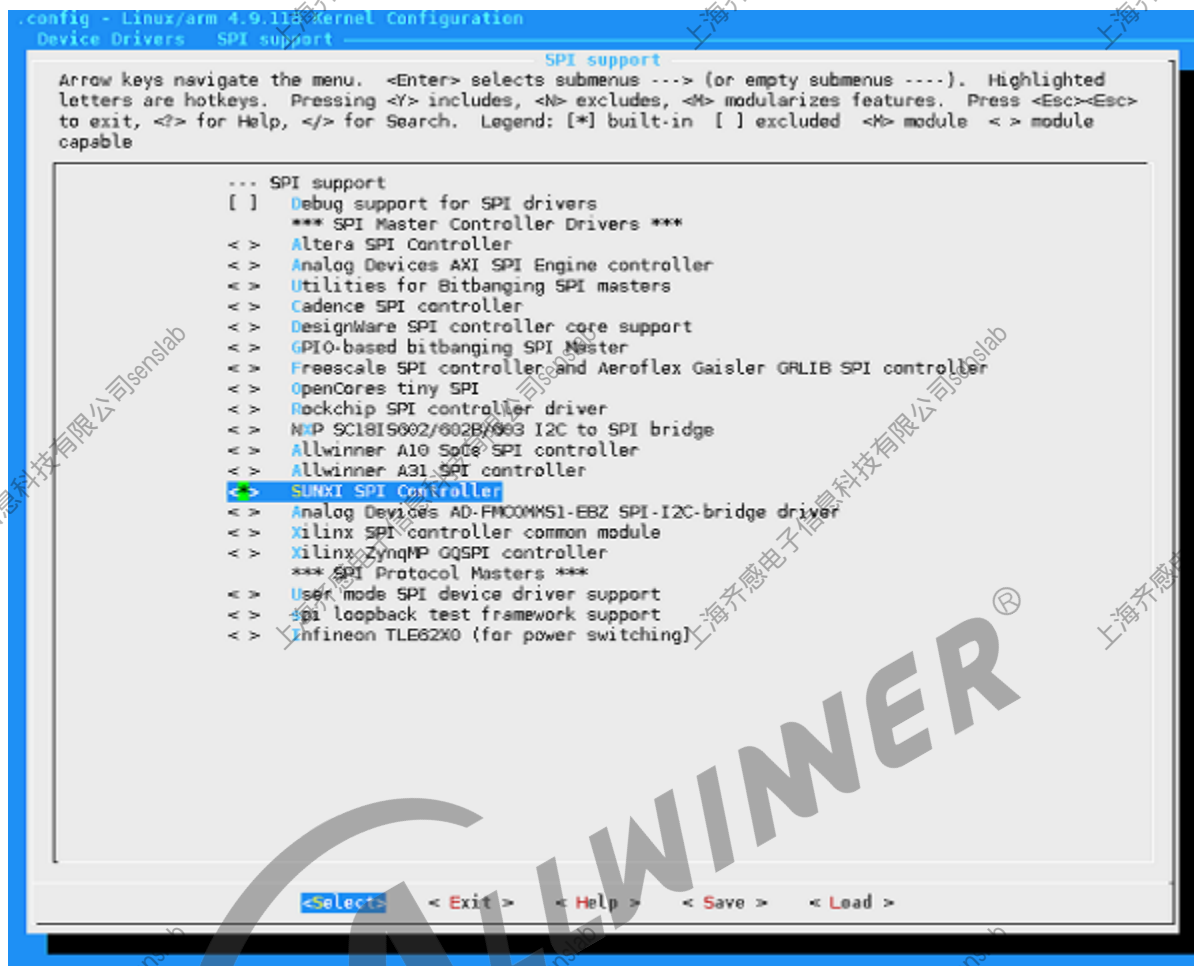 .config - Linux/arm 4.9.118 Kernel Configuration
Device Drivers SPI support
SPI support
Arrow keys navigate the menu. <Enter> selects submenus ---> (or empty submenus ----). Highlighted
letters are hotkeys. Pressing <Y> includes, <N> excludes, <M> modularizes features. Press <Esc><Esc>
to exit, <?> for Help, </> for Search. Legend: [*] built-in [ ] excluded <M> module < > module
capable
--- SPI support
[ ] Debug support for SPI drivers
*** SPI Master Controller Drivers ***
< > Altera SPI Controller
< > Analog Devices AXI SPI Engine controller
< > Utilities for Bitbanging SPI masters
< > Cadence SPI controller
< > DesignWare SPI controller core support
< > GPIO-based bitbanging SPI Master
< > Freescale SPI controller and Aeroflex Gaisler GRLIB SPI controller
< > OpenCores tiny SPI
< > Rockchip SPI controller driver
< > NXP SC18IS602/602B/603 I2C to SPI bridge
< > Allwinner A10 SoCs SPI controller
< > Allwinner A31 SPI controller
<*> SUNXI SPI Controller
< > Analog Devices AD-FMCOMMS1-EBZ SPI-I2C-bridge driver
< > Xilinx SPI controller common module
< > Xilinx ZynqMP GQSPI controller
*** SPI Protocol Masters ***
< > User mode SPI device driver support
< > spi loopback test framework support
< > Infineon TLE62X0 (for power switching)
<Select> < Exit > < Help > < Save > < Load >
ALLWINNER®
上海齐感电子信息科技有限公司senslab